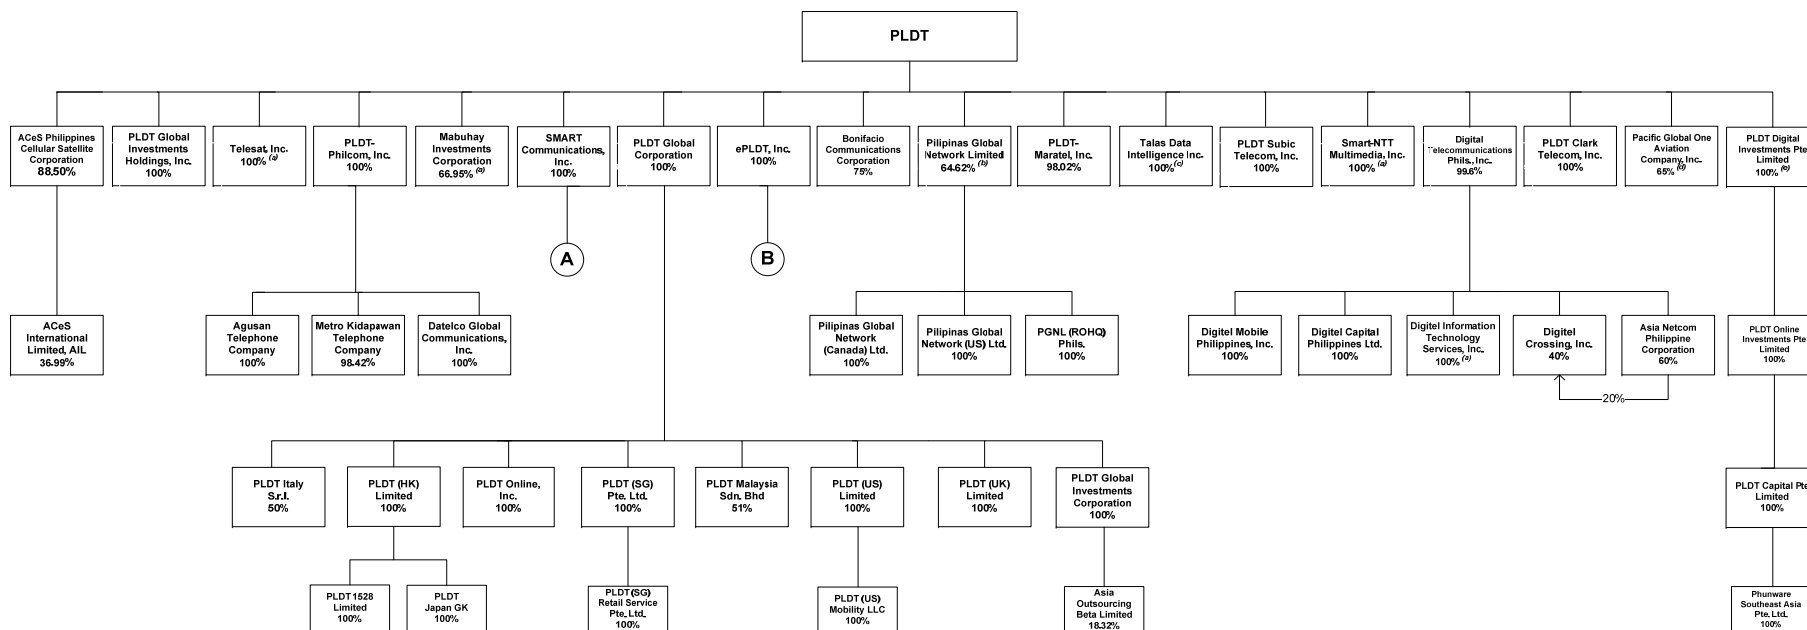 PLDT
ACeS Philippines
Cellular Satellite
Corporation
88.50%
PLDT Global
Investments
Holdings, Inc.
100%
Telesat, Inc.
100% (a)
PLDT-
Philcom, Inc.
100%
Mabuhay
Investments
Corporation
66.95% (a)
SMART
Communications,
Inc.
100%
PLDT Global
Corporation
100%
ePLDT, Inc.
100%
Bonifacio
Communications
Corporation
75%
Pilipinas Global
Network Limited
64.62% (b)
PLDT-
Maratel, Inc.
98.02%
Talas Data
Intelligence Inc.
100% (c)
PLDT Subic
Telecom, Inc.
100%
Smart-NTT
Multimedia, Inc.
100% (a)
Digital
Telecommunications
Phils., Inc.
99.6%
PLDT Clark
Telecom, Inc.
100%
Pacific Global One
Aviation
Company, Inc.
65% (d)
PLDT Digital
Investments Pte
Limited
100% (e)
A
B
ACeS
International
Limited, AIL
36.99%
Agusan
Telephone
Company
100%
Metro Kidapawan
Telephone
Company
98.42%
Datelco Global
Communications,
Inc.
100%
Pilipinas Global
Network
(Canada) Ltd.
100%
Pilipinas Global
Network (US) Ltd.
100%
PGNL (ROHQ)
Phils.
100%
Digitel Mobile
Philippines, Inc.
100%
Digitel Capital
Philippines Ltd.
100%
Digitel Information
Technology
Services, Inc.
100% (a)
Digitel
Crossing, Inc.
40%
Asia Netcom
Philippine
Corporation
60%
PLDT Online
Investments Pte
Limited
100%
20%
PLDT Italy
S.r.l.
50%
PLDT (HK)
Limited
100%
PLDT Online,
Inc.
100%
PLDT (SG)
Pte. Ltd.
100%
PLDT Malaysia
Sdn. Bhd
51%
PLDT (US)
Limited
100%
PLDT (UK)
Limited
100%
PLDT Global
Investments
Corporation
100%
PLDT Capital Pte
Limited
100%
PLDT 1528
Limited
100%
PLDT
Japan GK
100%
PLDT (SG)
Retail Service
Pte. Ltd.
100%
PLDT (US)
Mobility LLC
100%
Asia
Outsourcing
Beta Limited
18.32%
Phunware
Southeast Asia
Pte. Ltd.
100%